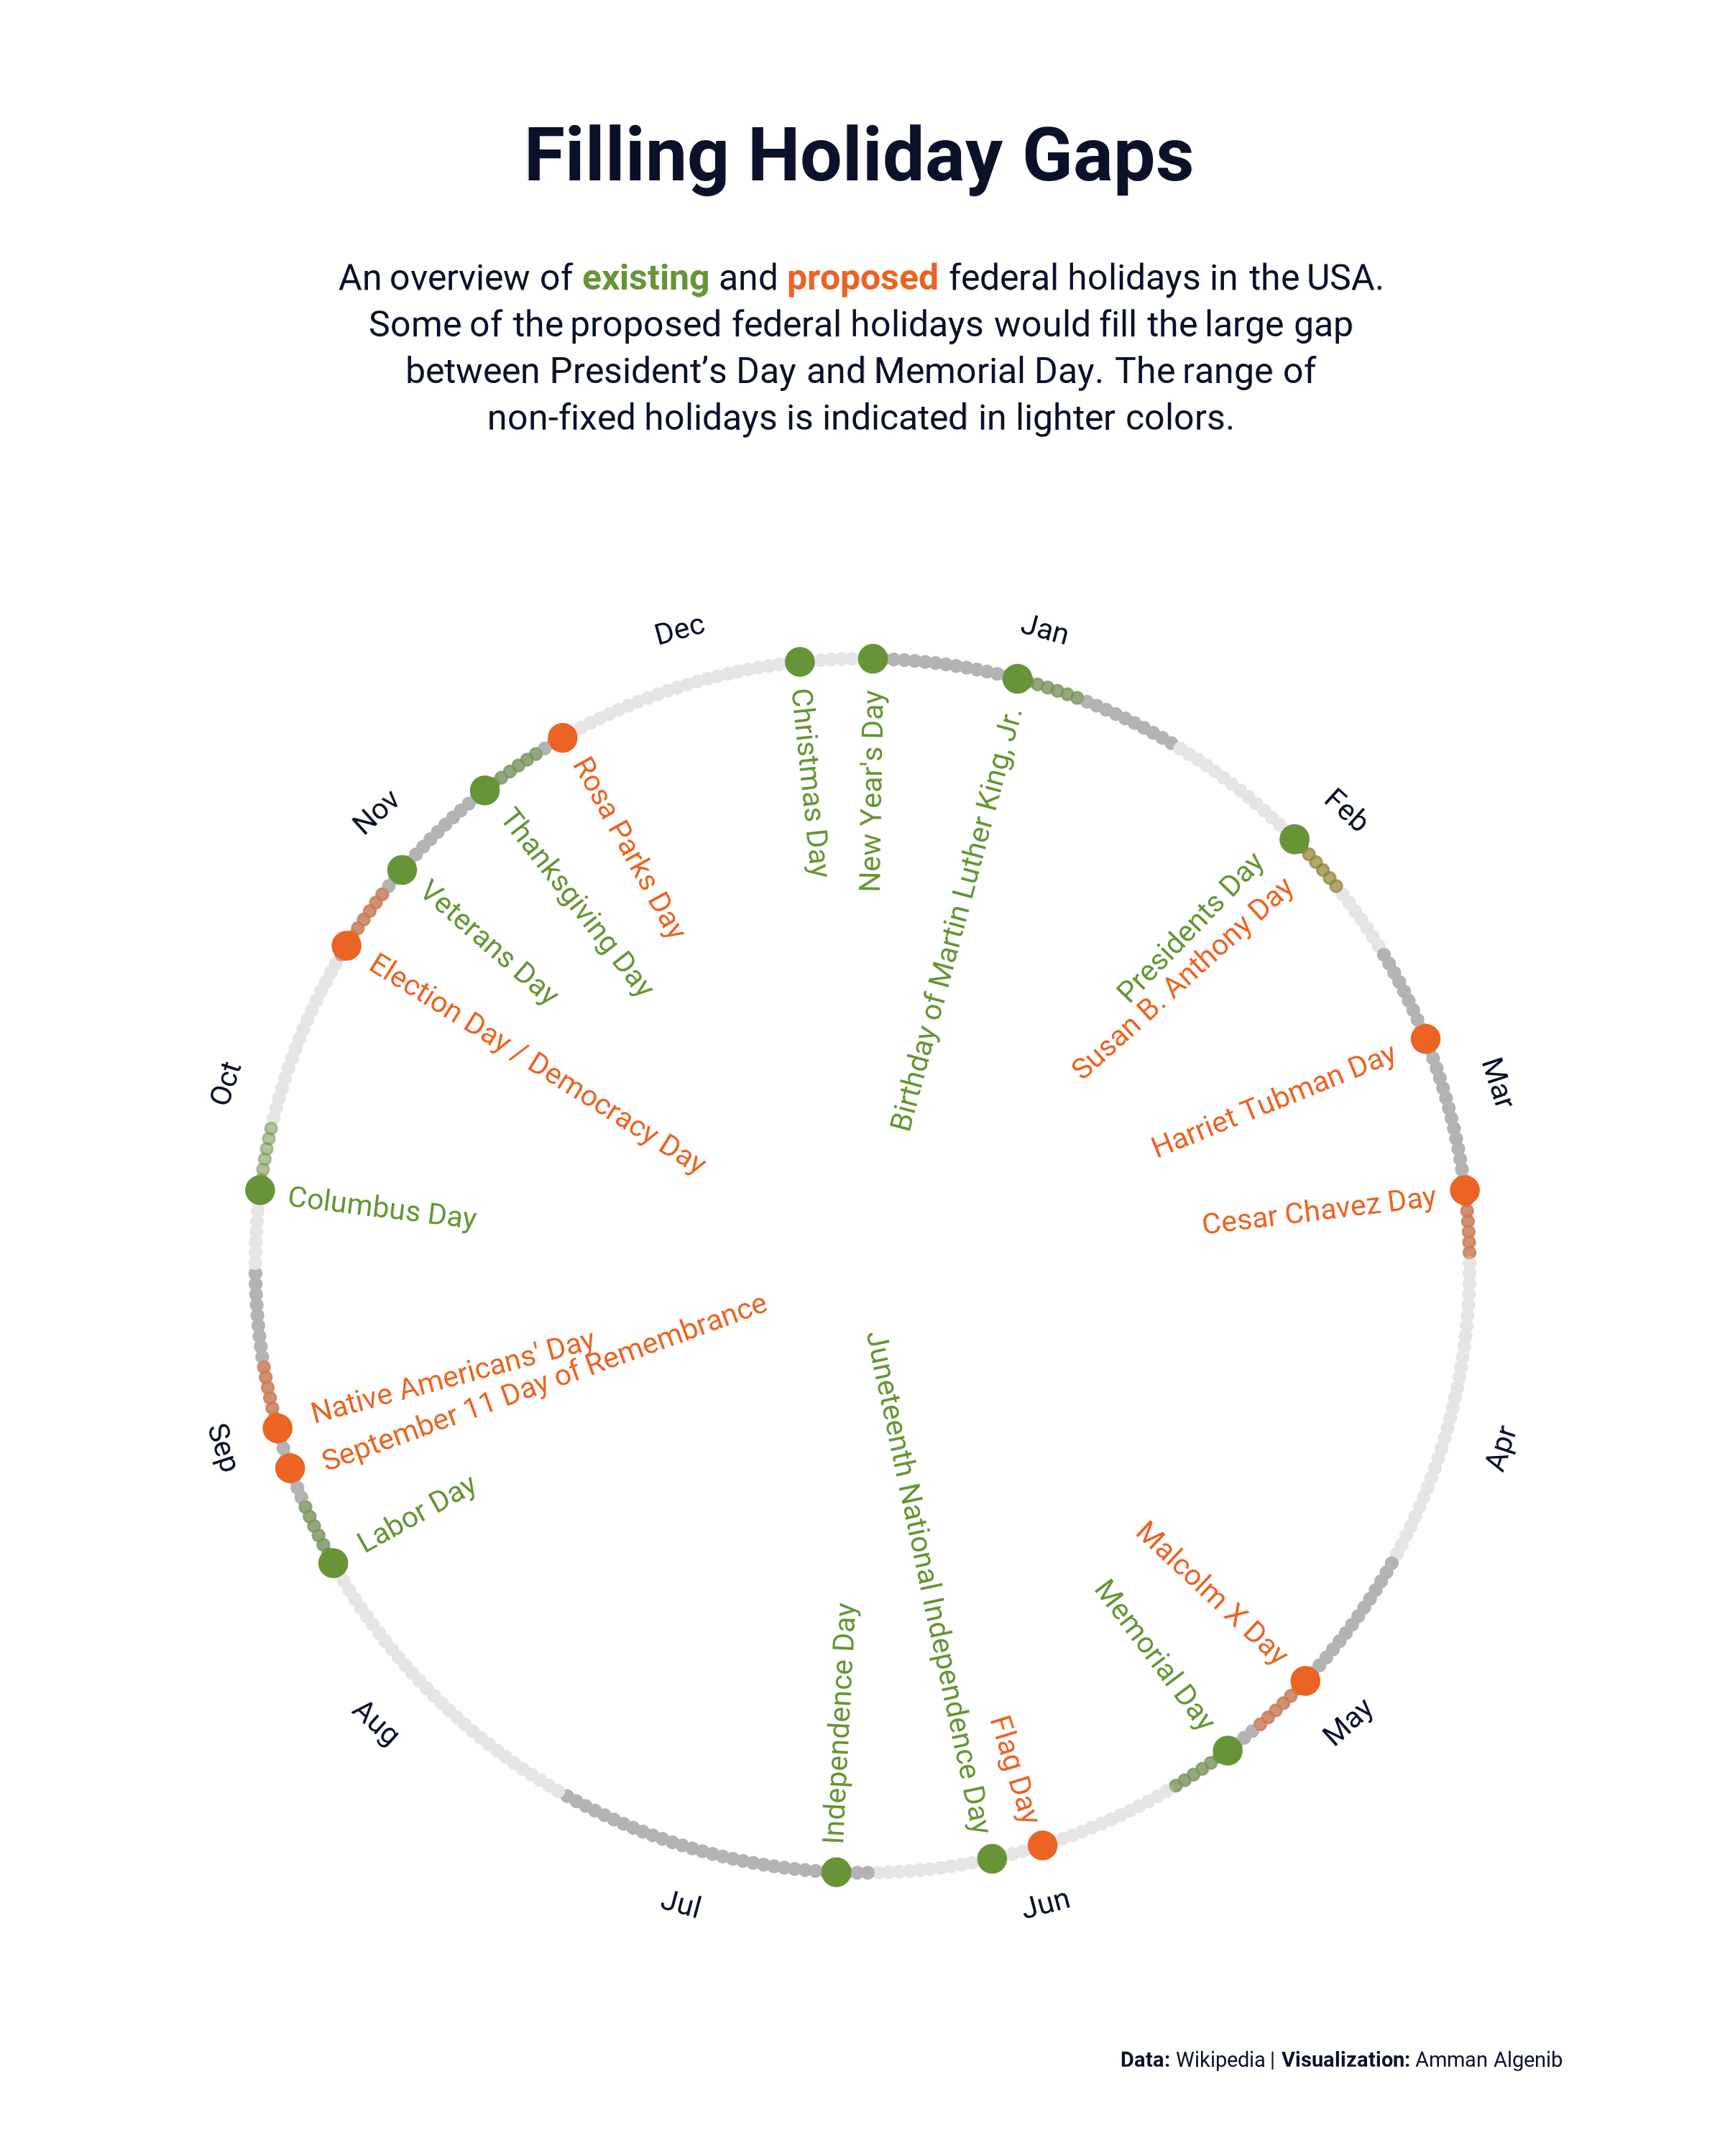 Filling Holiday Gaps
An overview of existing and proposed federal holidays in the USA.
Some of the proposed federal holidays would fill the large gap
between President’s Day and Memorial Day. The range of
non-fixed holidays is indicated in lighter colors.
Jan
Feb
Mar
Apr
May
Jun
Jul
Aug
Sep
Oct
Nov
Dec
New Year's Day
Birthday of Martin Luther King, Jr.
Presidents Day
Susan B. Anthony Day
Harriet Tubman Day
Cesar Chavez Day
Malcolm X Day
Memorial Day
Flag Day
Juneteenth National Independence Day
Independence Day
Labor Day
September 11 Day of Remembrance
Native Americans' Day
Columbus Day
Election Day / Democracy Day
Veterans Day
Thanksgiving Day
Rosa Parks Day
Christmas Day
Data: Wikipedia | Visualization: Amman Algenib